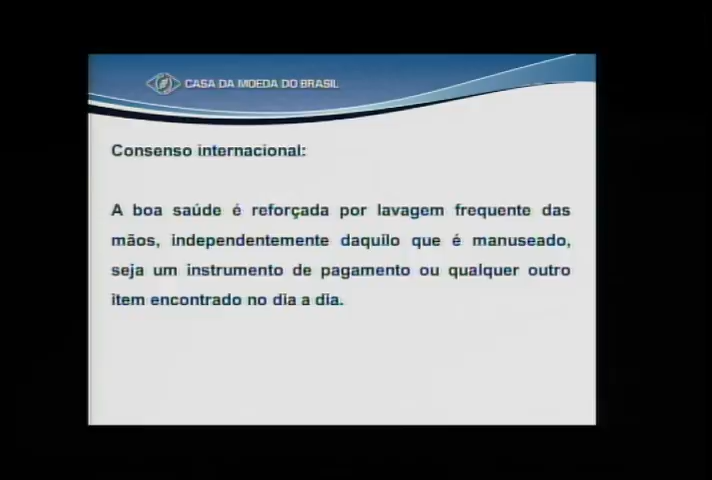 CASA DA MOEDA DO BRASIL
Consenso internacional:
A boa saúde é reforçada por lavagem frequente das
mãos, independentemente daquilo que é manuseado,
seja um instrumento de pagamento ou qualquer outro
item encontrado no dia a dia.